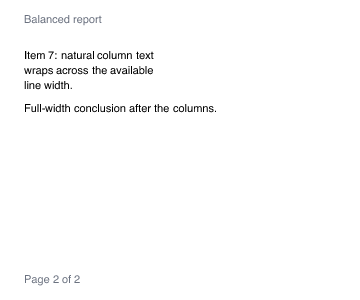 Balanced report
Item 7: natural column text
wraps across the available
line width.
Full-width conclusion after the columns.
Page 2 of 2